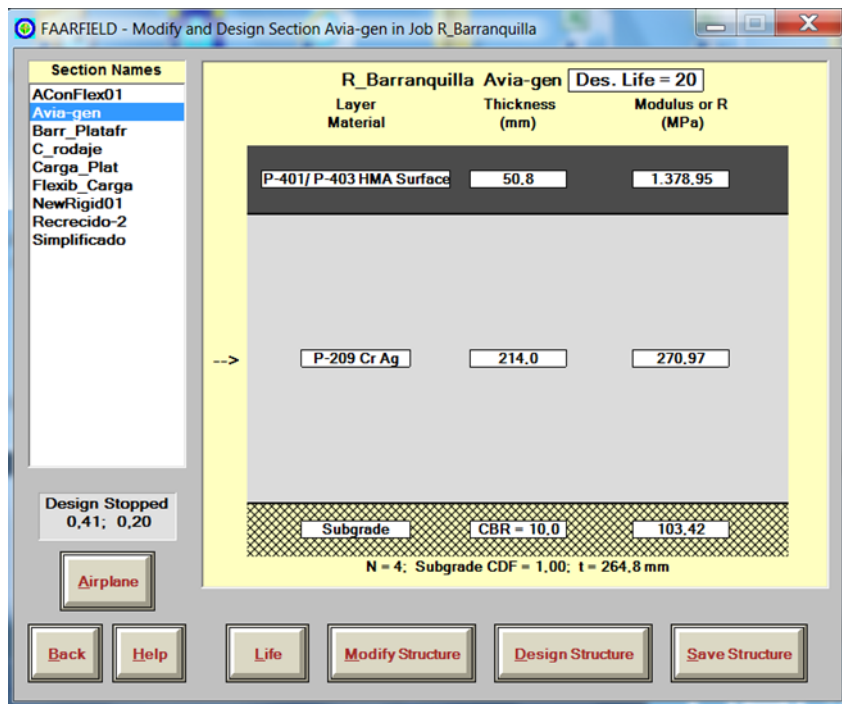 FAARFIELD - Modify and Design Section Avia-gen in Job R_Barranquilla
Section Names
AConFlex01
Avia-gen
Barr_Platafr
C_rodaje
Carga_Plat
Flexib_Carga
NewRigid01
Recrecido-2
Simplificado
R_Barranquilla Avia-gen Des. Life = 20
Layer Material Thickness (mm) Modulus or R (MPa)
P-401/ P-403 HMA Surface 50,8 1.378,95
--> P-209 Cr Ag 214,0 270,97
Subgrade CBR = 10,0 103,42
N = 4; Subgrade CDF = 1,00; t = 264,8 mm
Design Stopped
0,41; 0,20
Airplane
Back Help Life Modify Structure Design Structure Save Structure